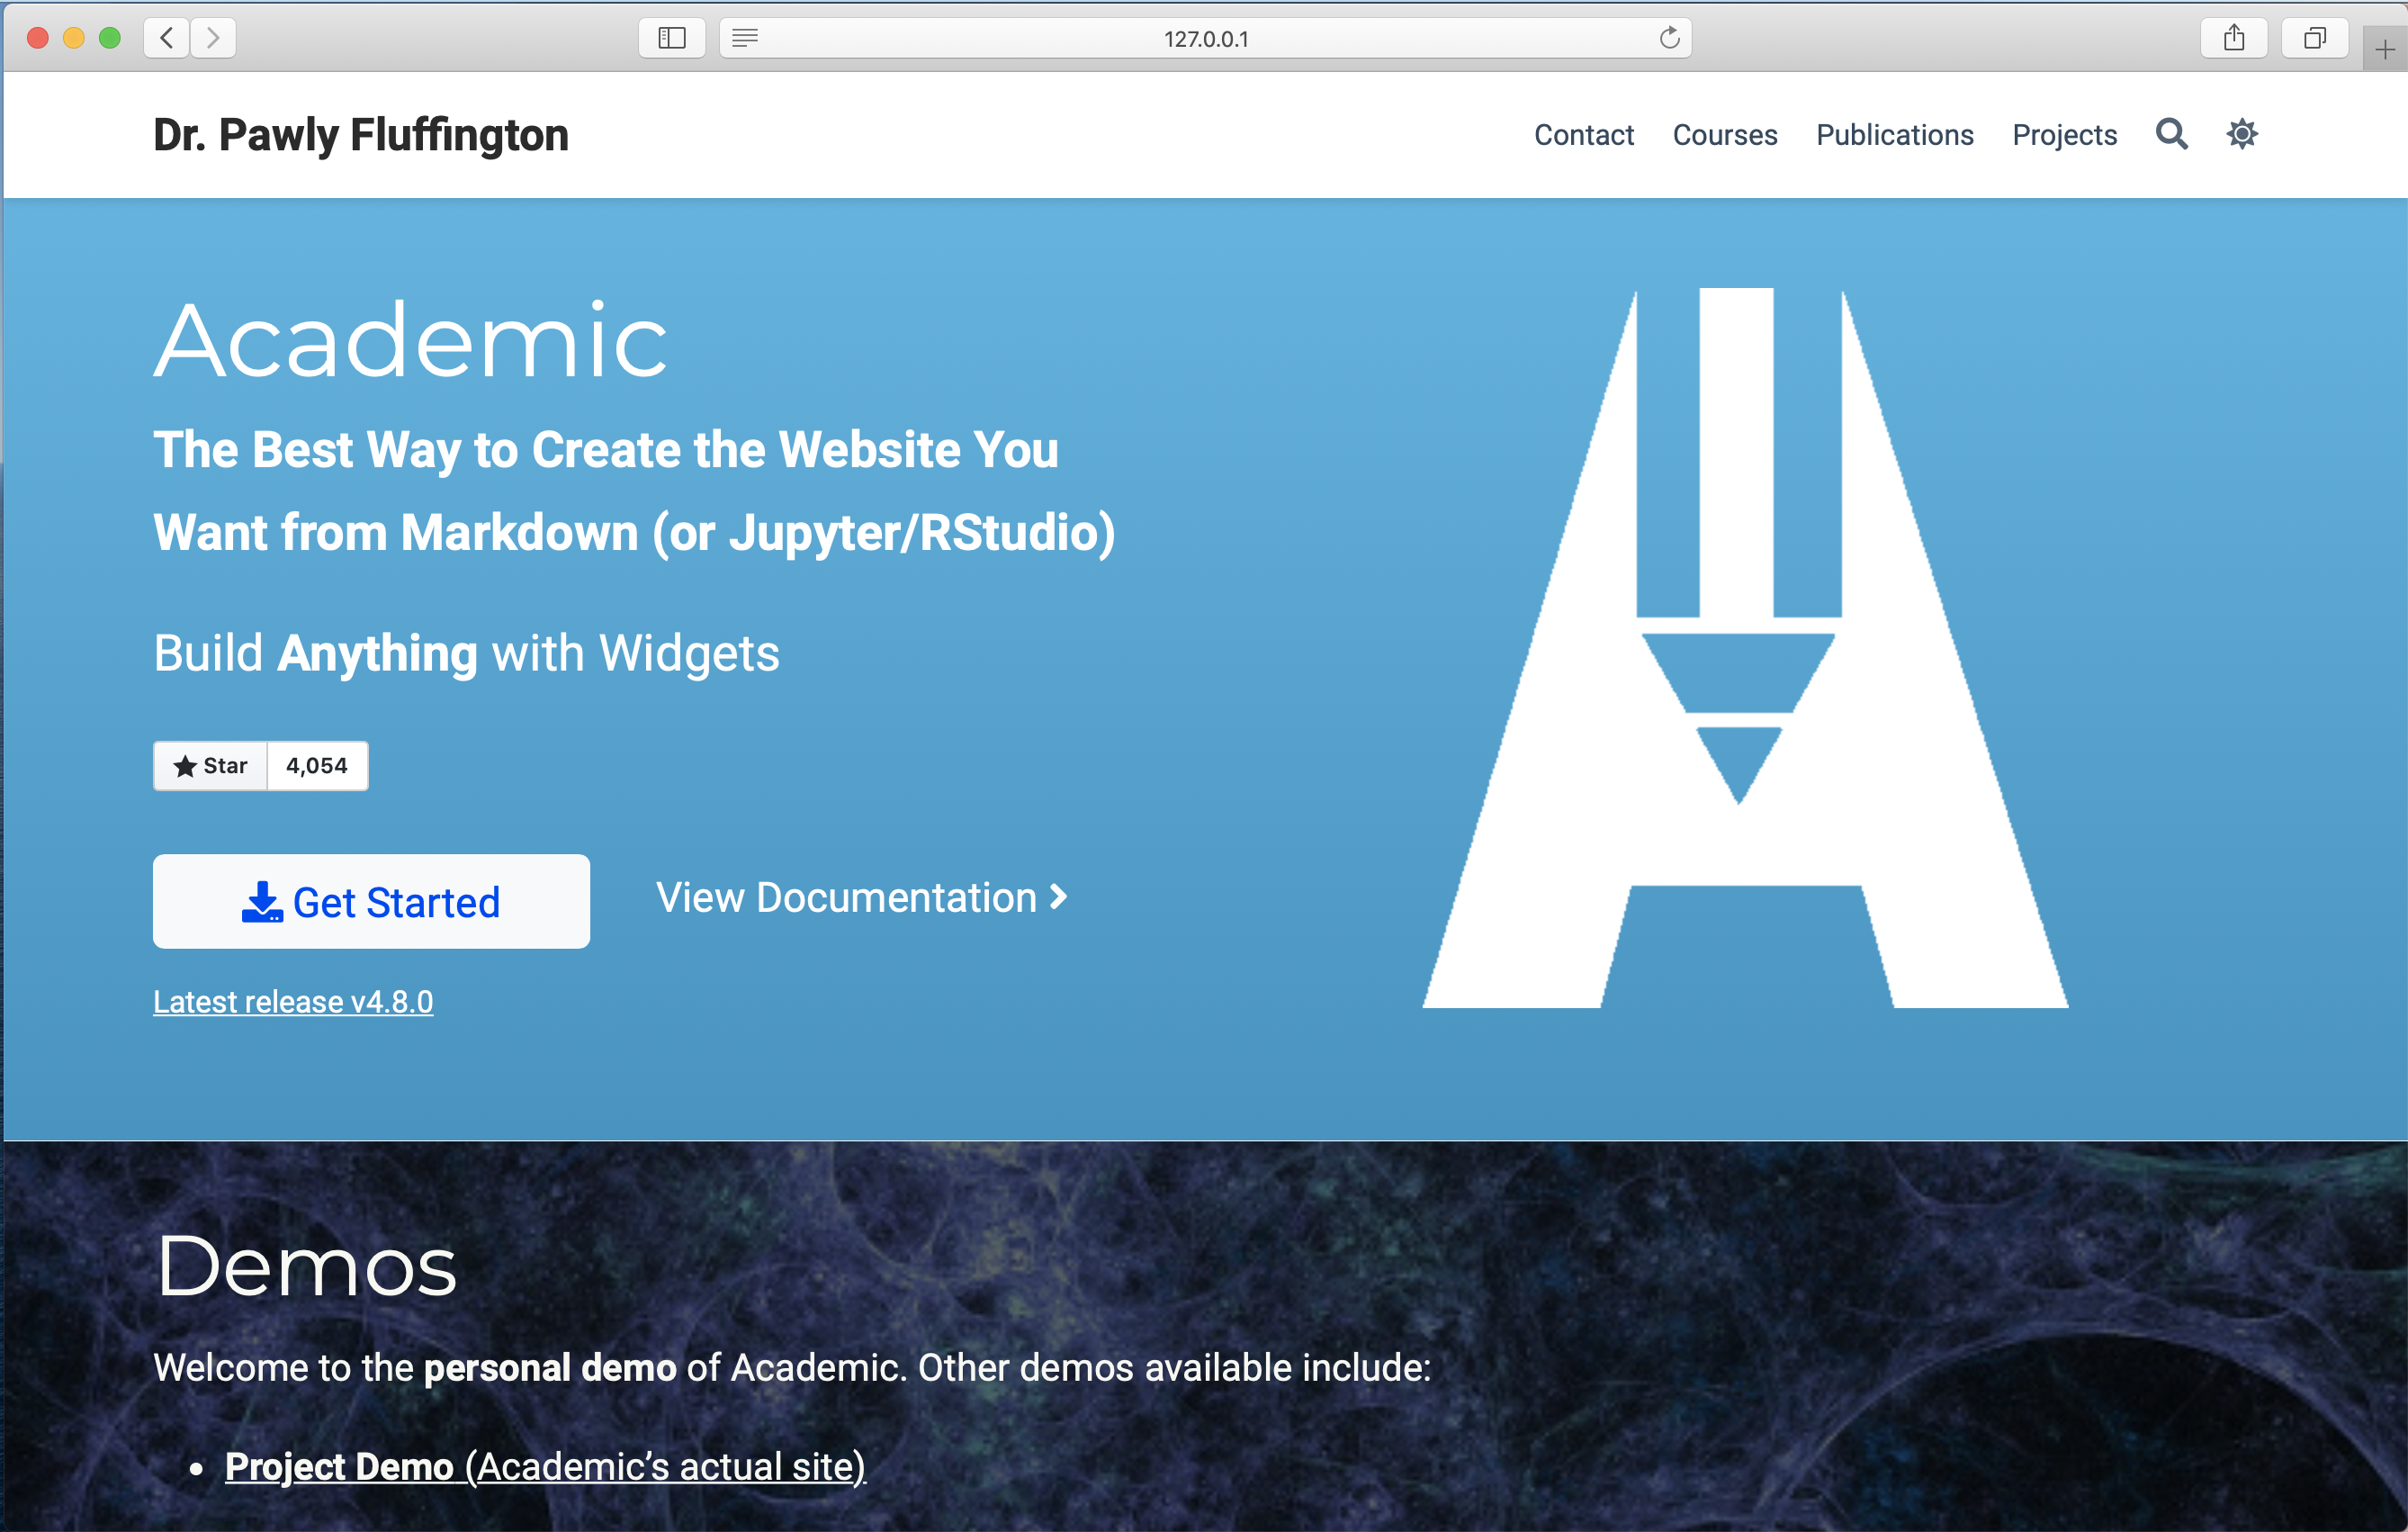 127.0.0.1
Dr. Pawly Fluffington
Contact Courses Publications Projects
Academic
The Best Way to Create the Website You
Want from Markdown (or Jupyter/RStudio)
Build Anything with Widgets
Star 4,054
Get Started View Documentation
Latest release v4.8.0
Demos
Welcome to the personal demo of Academic. Other demos available include:
• Project Demo (Academic’s actual site)